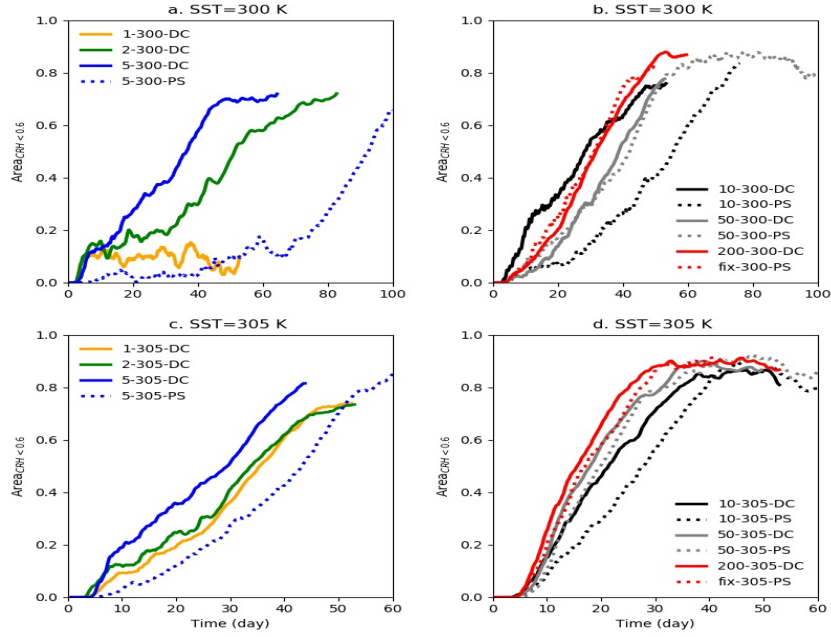 a. SST=300 K
1.0
0.8
0.6
0.4
0.2
0.0
Area CRH<0.6
1-300-DC
2-300-DC
5-300-DC
5-300-PS
0 20 40 60 80 100
b. SST=300 K
1.0
0.8
0.6
0.4
0.2
0.0
Area CRH<0.6
10-300-DC
10-300-PS
50-300-DC
50-300-PS
200-300-DC
fix-300-PS
0 20 40 60 80 100
c. SST=305 K
1.0
0.8
0.6
0.4
0.2
0.0
Area CRH<0.6
1-305-DC
2-305-DC
5-305-DC
5-305-PS
0 10 20 30 40 50 60
Time (day)
d. SST=305 K
1.0
0.8
0.6
0.4
0.2
0.0
Area CRH<0.6
10-305-DC
10-305-PS
50-305-DC
50-305-PS
200-305-DC
fix-305-PS
0 10 20 30 40 50 60
Time (day)